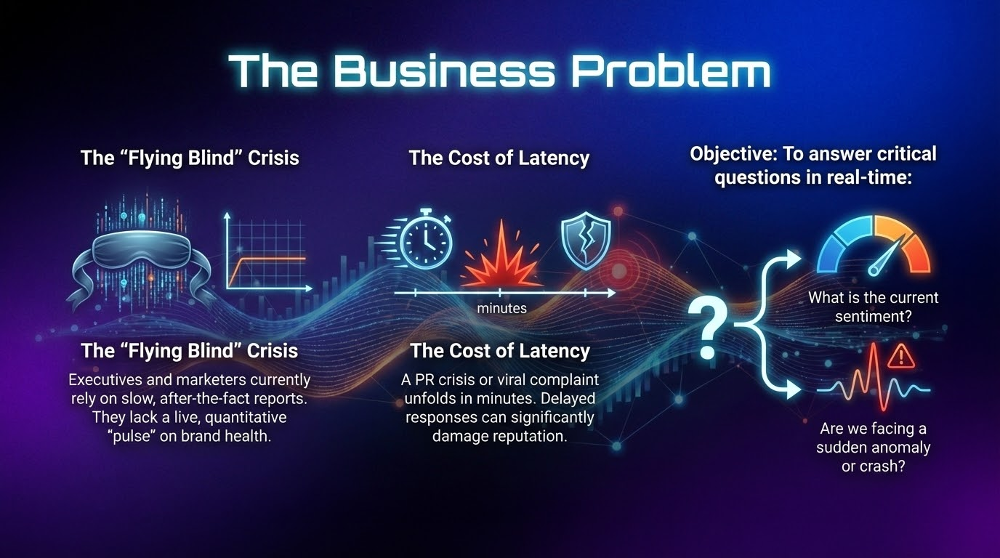 The Business Problem
The “Flying Blind” Crisis
The “Flying Blind” Crisis
Executives and marketers currently
rely on slow, after-the-fact reports.
They lack a live, quantitative
“pulse” on brand health.
The Cost of Latency
minutes
The Cost of Latency
A PR crisis or viral complaint
unfolds in minutes. Delayed
responses can significantly
damage reputation.
Objective: To answer critical
questions in real-time:
?
What is the current
sentiment?
!
Are we facing a
sudden anomaly
or crash?